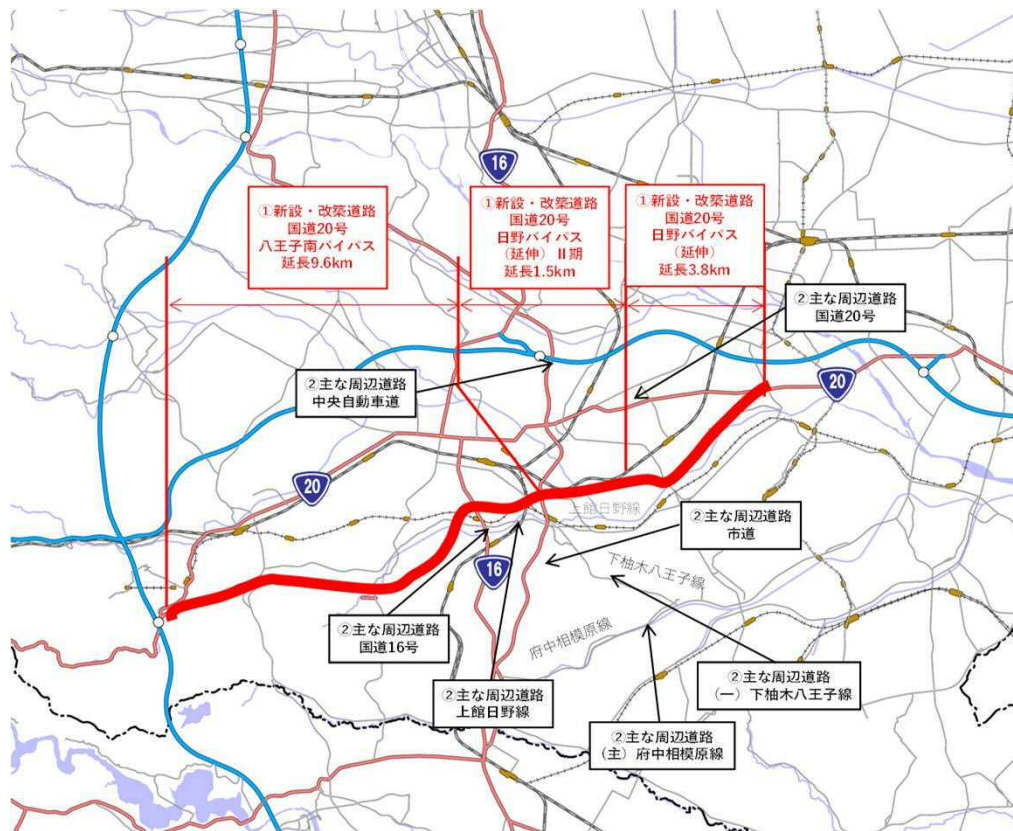 16
①新設・改築道路
国道20号
八王子南バイパス
延長9.6km
①新設・改築道路
国道20号
日野バイパス
(延伸)Ⅱ期
延長1.5km
①新設・改築道路
国道20号
日野バイパス
(延伸)
延長3.8km
②主な周辺道路
国道20号
②主な周辺道路
中央自動車道
20
20
上館日野線
②主な周辺道路
市道
16
下柚木八王子線
②主な周辺道路
国道16号
府中相模原線
②主な周辺道路
(一)下柚木八王子線
②主な周辺道路
上館日野線
②主な周辺道路
(主)府中相模原線